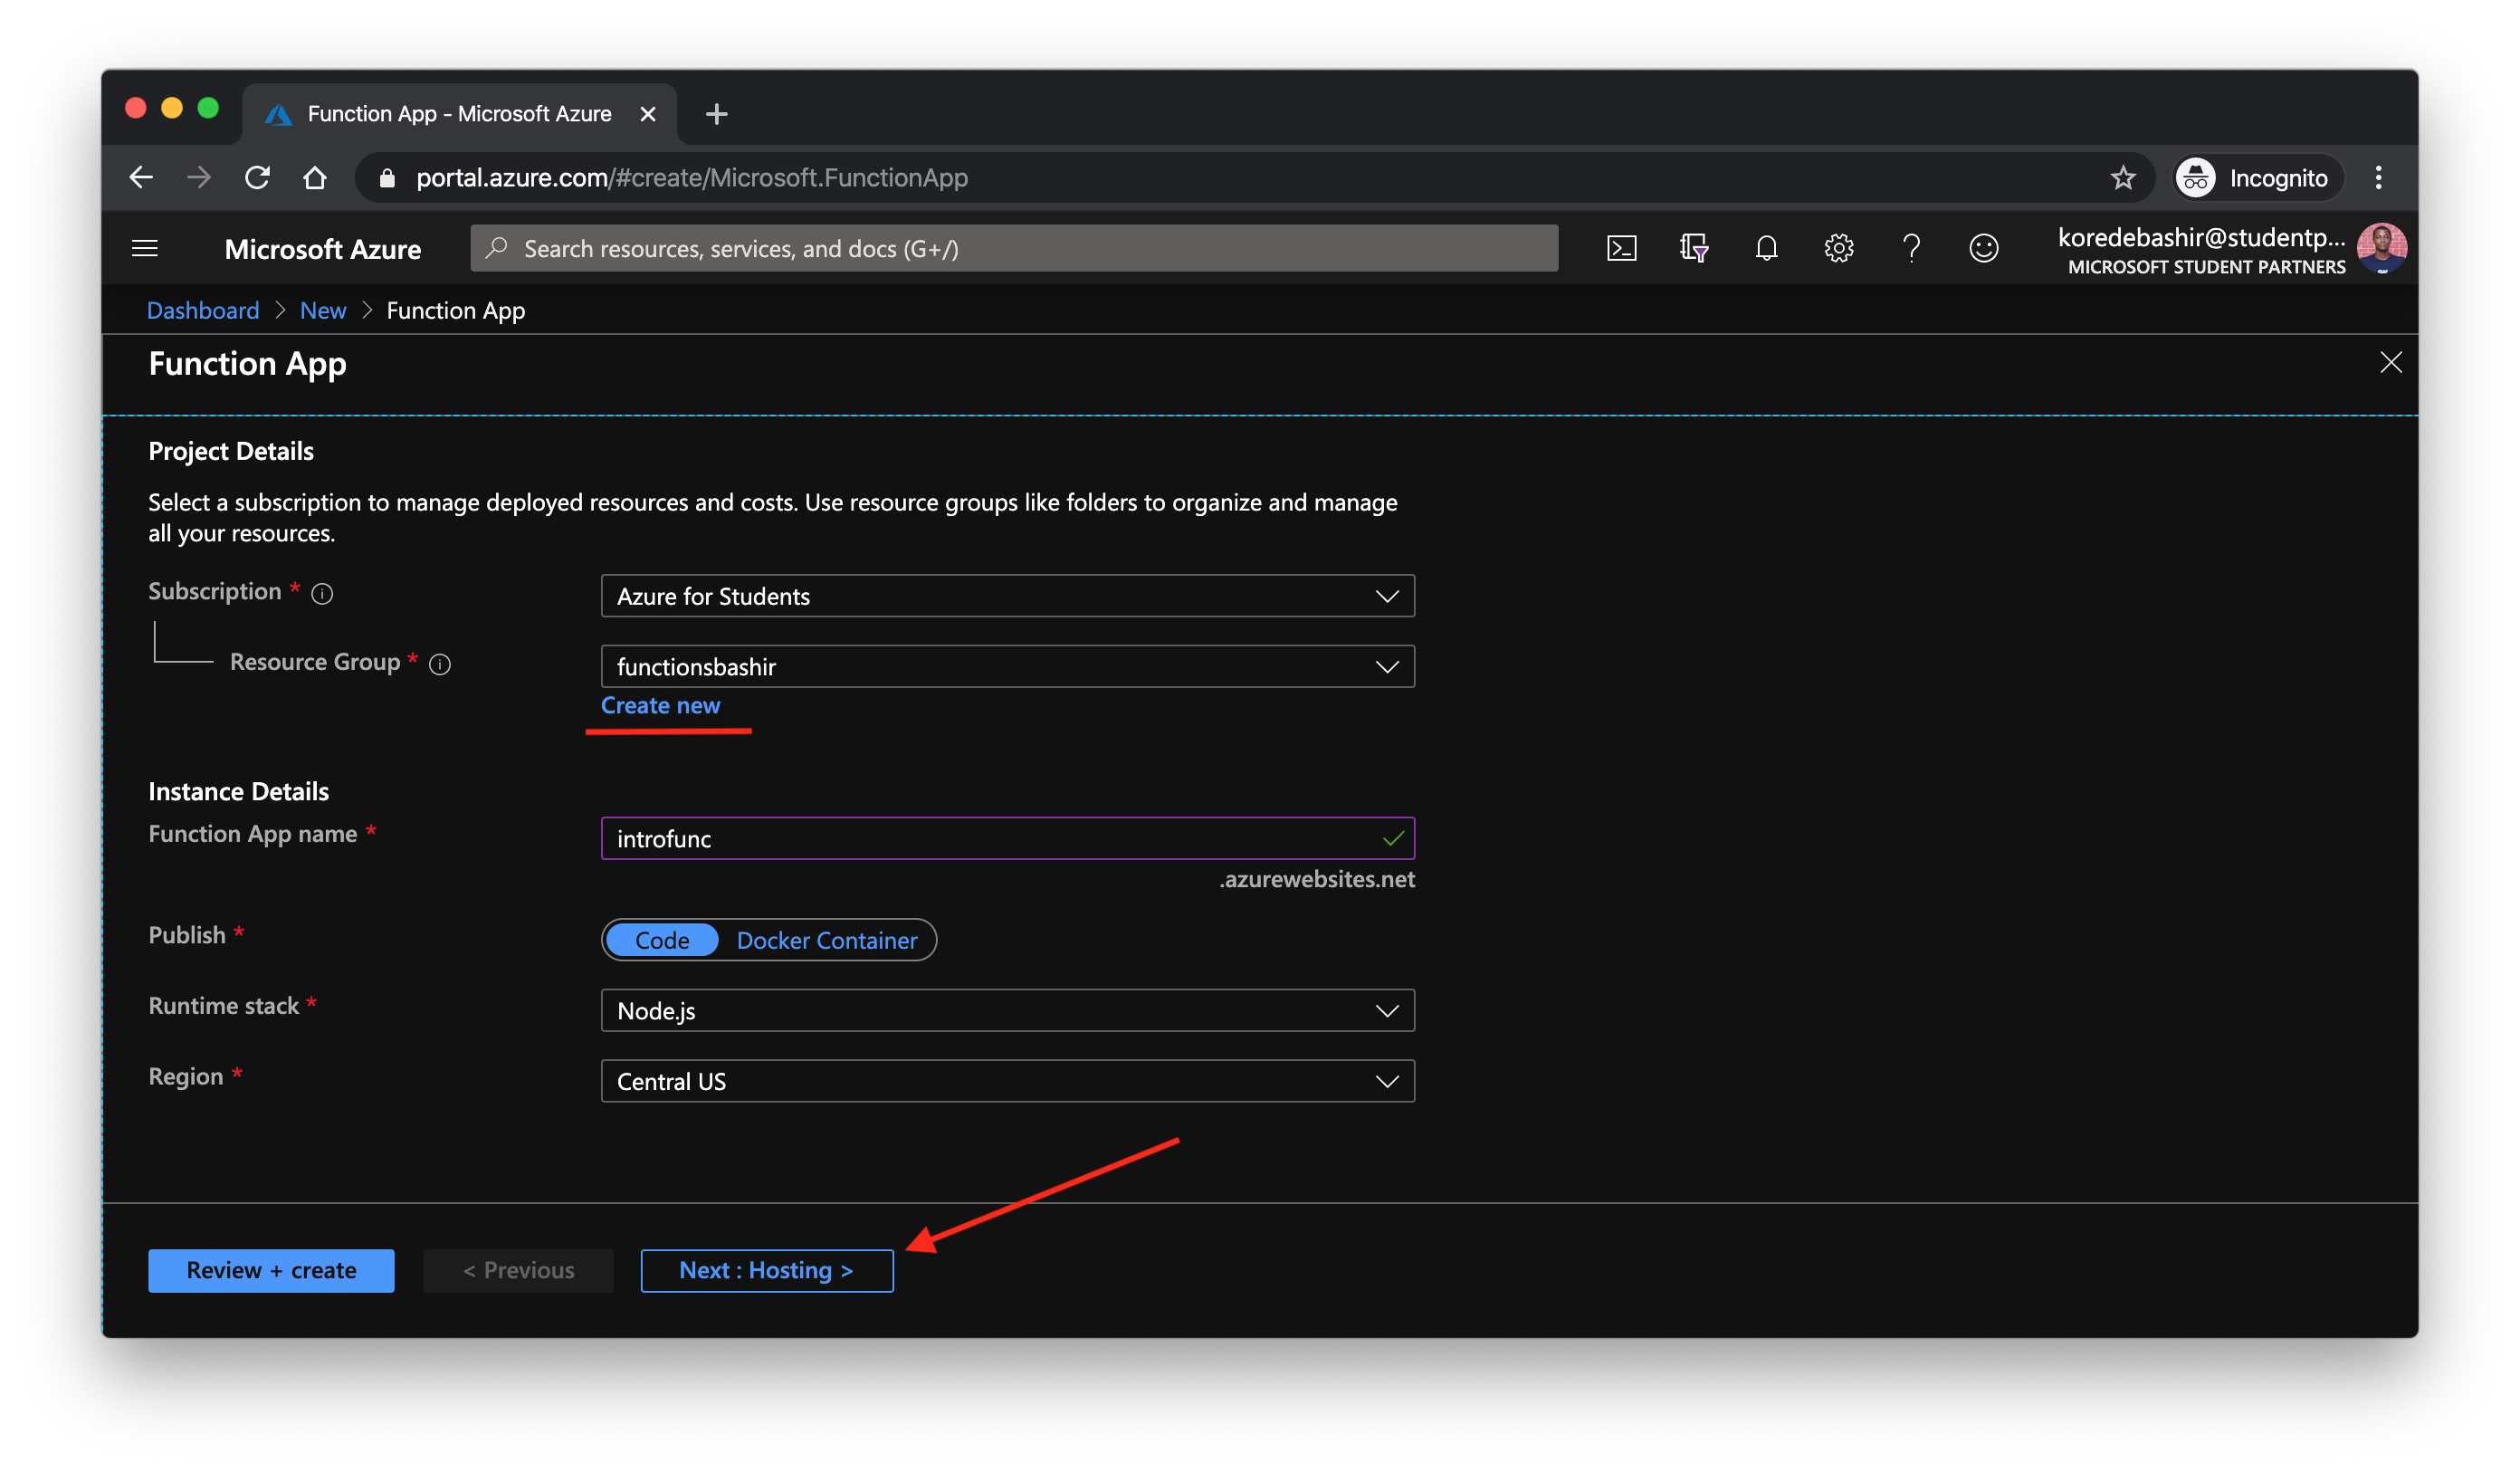 Function App - Microsoft Azure
portal.azure.com/#create/Microsoft.FunctionApp
Incognito
Microsoft Azure
Search resources, services, and docs (G+/)
koredebashir@studentp...
MICROSOFT STUDENT PARTNERS
Dashboard > New > Function App
Function App
Project Details
Select a subscription to manage deployed resources and costs. Use resource groups like folders to organize and manage
all your resources.
Subscription *
Azure for Students
Resource Group *
functionsbashir
Create new
Instance Details
Function App name *
introfunc
.azurewebsites.net
Publish *
Code Docker Container
Runtime stack *
Node.js
Region *
Central US
Review + create
< Previous
Next : Hosting >